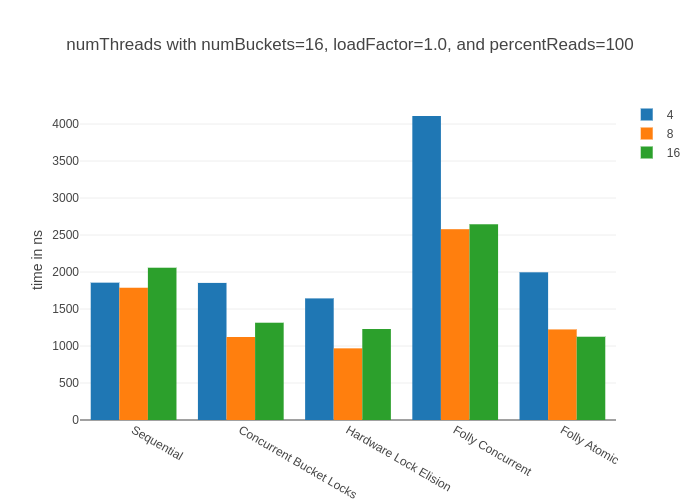 numThreads with numBuckets=16, loadFactor=1.0, and percentReads=100
4
8
16
time in ns
4000
3500
3000
2500
2000
1500
1000
500
0
Sequential
Concurrent Bucket Locks
Hardware Lock Elision
Folly Concurrent
Folly Atomic